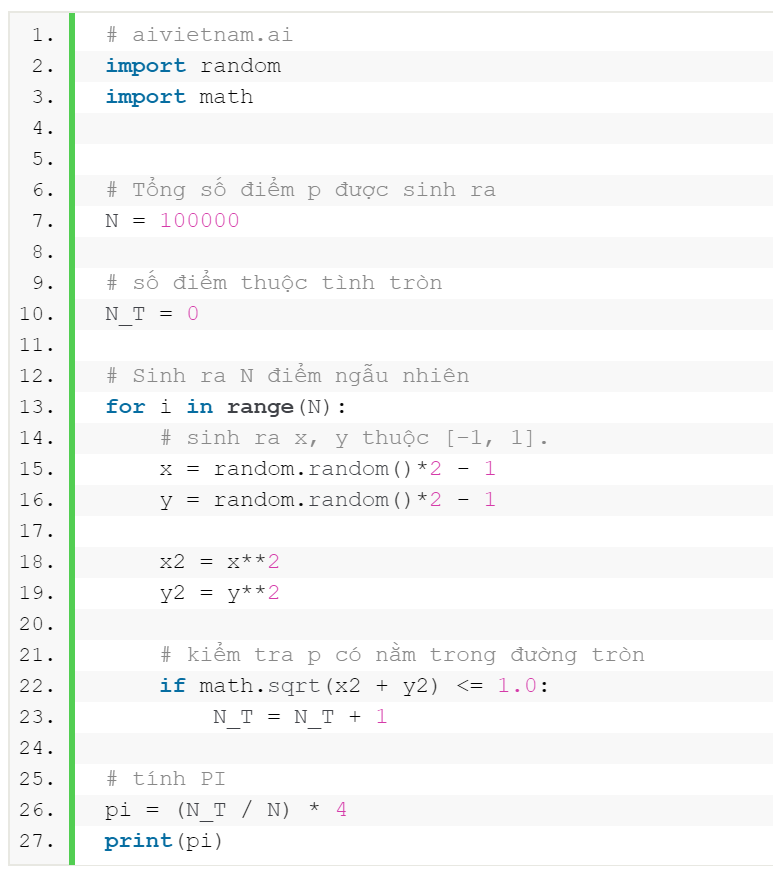 1. # aivietnam.ai
2. import random
3. import math
4.
5.
6. # Tổng số điểm p được sinh ra
7. N = 100000
8.
9. # số điểm thuộc tình tròn
10. N_T = 0
11.
12. # Sinh ra N điểm ngẫu nhiên
13. for i in range(N):
14.     # sinh ra x, y thuộc [-1, 1].
15.     x = random.random()*2 - 1
16.     y = random.random()*2 - 1
17.
18.     x2 = x**2
19.     y2 = y**2
20.
21.     # kiểm tra p có nằm trong đường tròn
22.     if math.sqrt(x2 + y2) <= 1.0:
23.         N_T = N_T + 1
24.
25. # tính PI
26. pi = (N_T / N) * 4
27. print(pi)